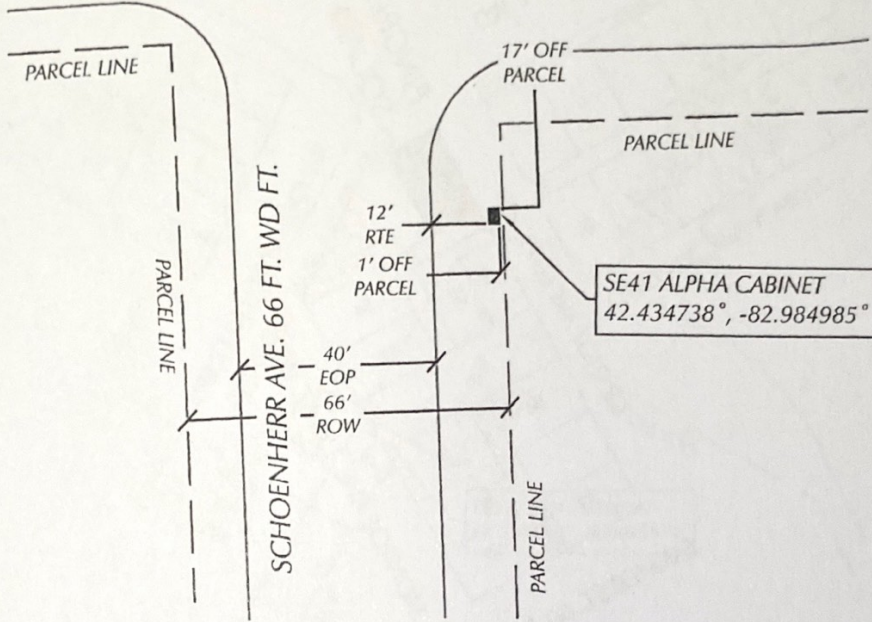 17' OFF
PARCEL
PARCEL LINE
PARCEL LINE
12'
RTE
1' OFF
PARCEL
SE41 ALPHA CABINET
42.434738°, -82.984985°
PARCEL LINE
SCHOENHERR AVE. 66 FT. WD FT.
40'
EOP
66'
ROW
PARCEL LINE